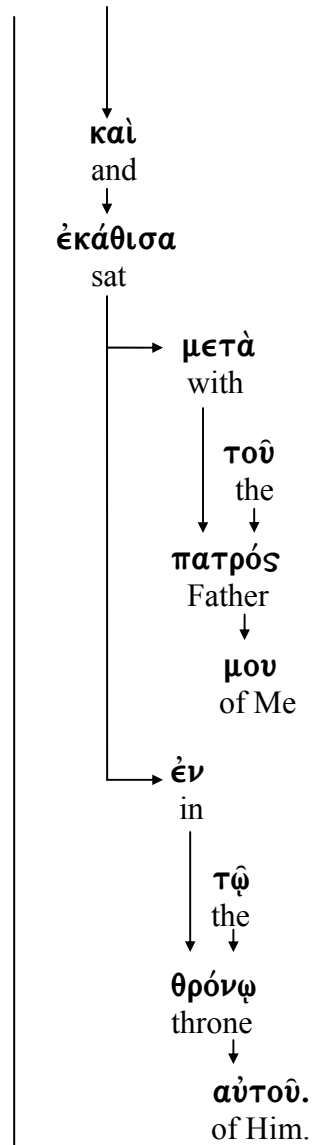 καὶ
and
ἐκάθισα
sat
μετὰ
with
τοῦ
the
πατρός
Father
μου
of Me
ἐν
in
τῷ
the
θρόνῳ
throne
αὐτοῦ.
of Him.